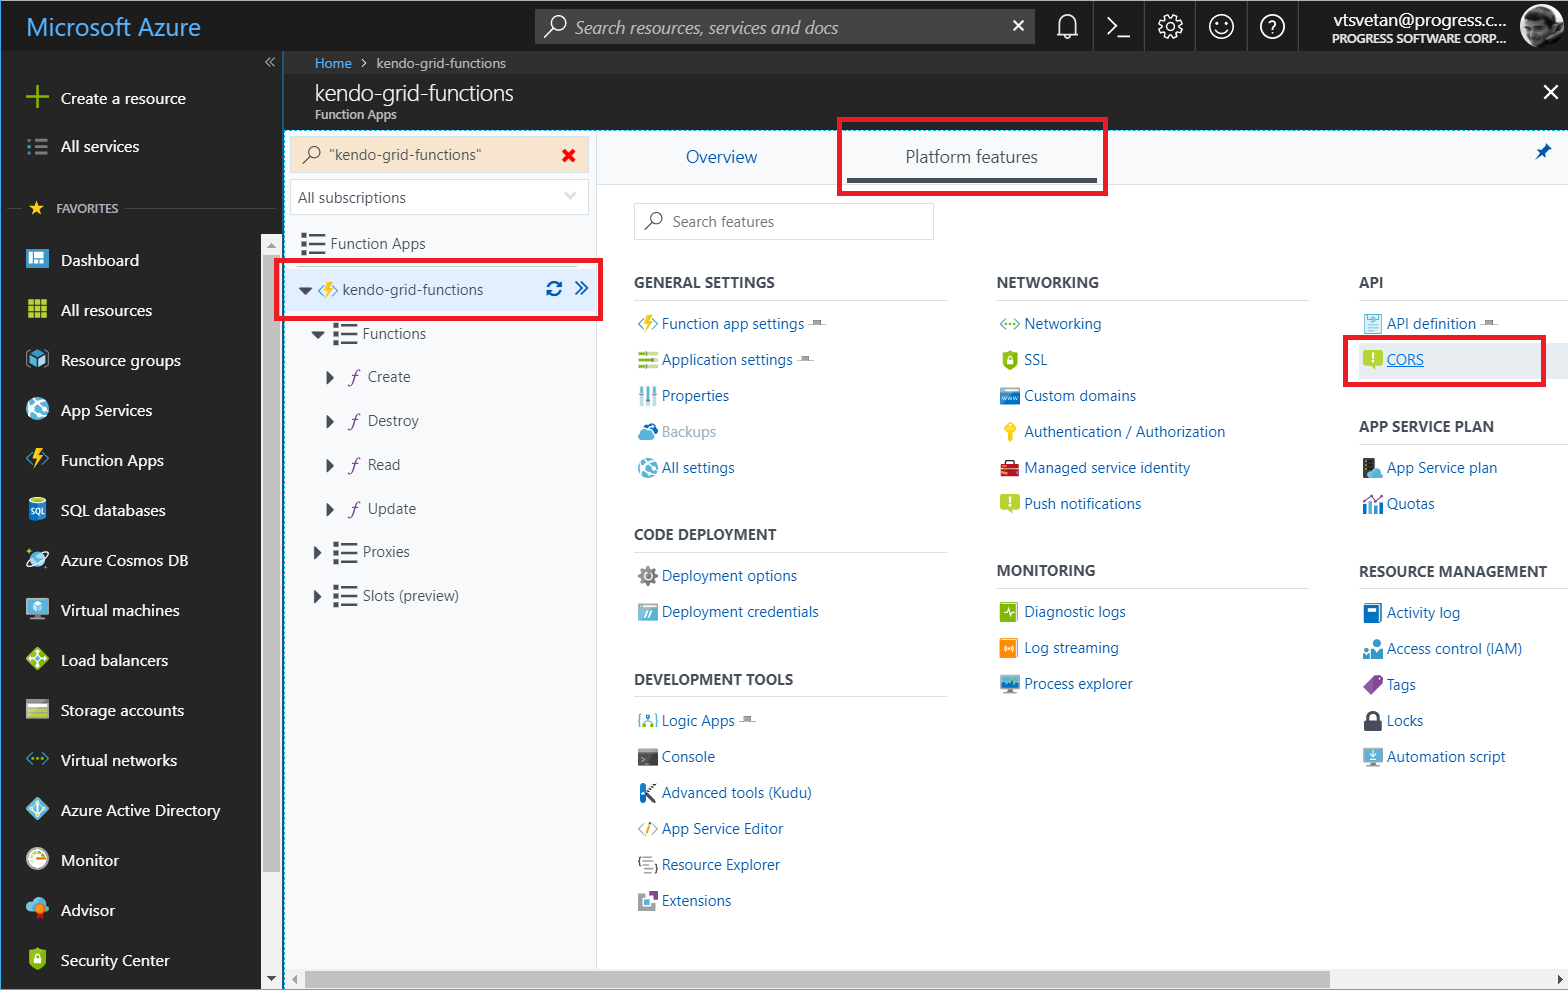 Microsoft Azure
Search resources, services and docs
vtsvetan@progress.c...
PROGRESS SOFTWARE CORP...
Create a resource
All services
FAVORITES
Dashboard
All resources
Resource groups
App Services
Function Apps
SQL databases
Azure Cosmos DB
Virtual machines
Load balancers
Storage accounts
Virtual networks
Azure Active Directory
Monitor
Advisor
Security Center
Home > kendo-grid-functions
kendo-grid-functions
Function Apps
"kendo-grid-functions"
All subscriptions
Function Apps
kendo-grid-functions
Functions
f Create
f Destroy
f Read
f Update
Proxies
Slots (preview)
Overview
Platform features
Search features
GENERAL SETTINGS
Function app settings
Application settings
Properties
Backups
All settings
CODE DEPLOYMENT
Deployment options
Deployment credentials
DEVELOPMENT TOOLS
Logic Apps
Console
Advanced tools (Kudu)
App Service Editor
Resource Explorer
Extensions
NETWORKING
Networking
SSL
Custom domains
Authentication / Authorization
Managed service identity
Push notifications
MONITORING
Diagnostic logs
Log streaming
Process explorer
API
API definition
CORS
APP SERVICE PLAN
App Service plan
Quotas
RESOURCE MANAGEMENT
Activity log
Access control (IAM)
Tags
Locks
Automation script